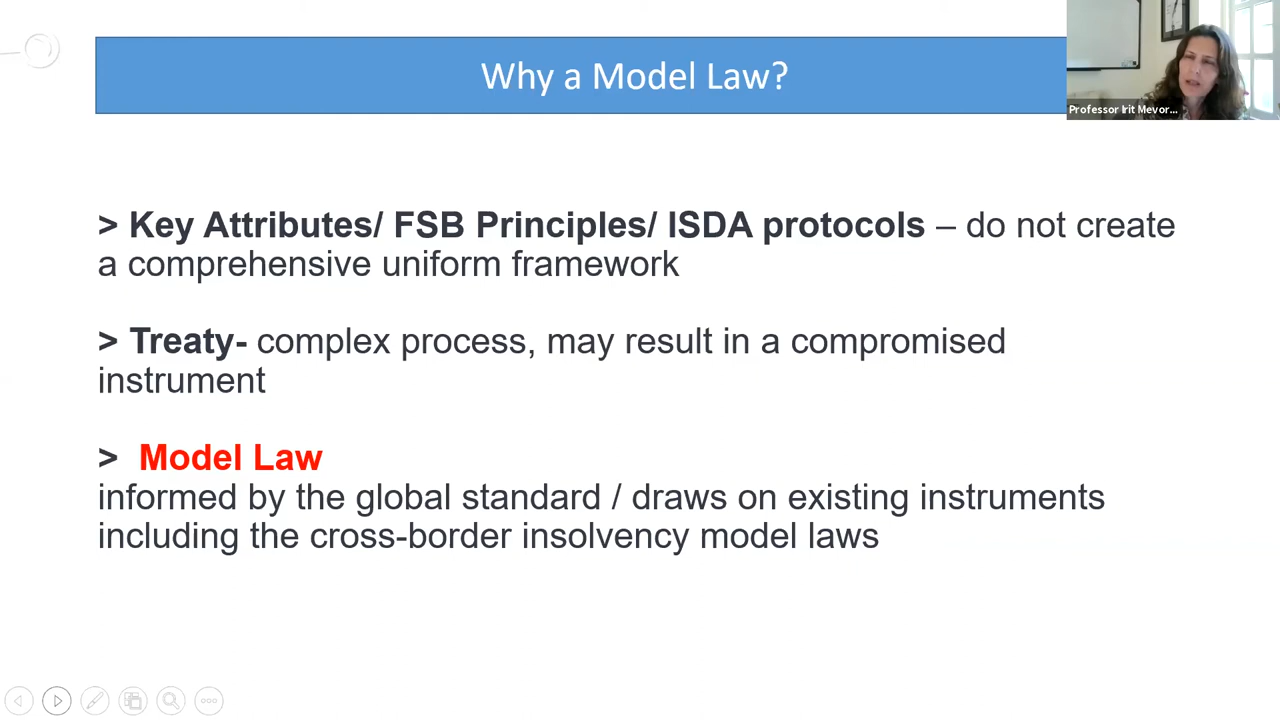 Why a Model Law?
Professor Irit Mevor...
> Key Attributes/ FSB Principles/ ISDA protocols – do not create
a comprehensive uniform framework
> Treaty- complex process, may result in a compromised
instrument
> Model Law
informed by the global standard / draws on existing instruments
including the cross-border insolvency model laws